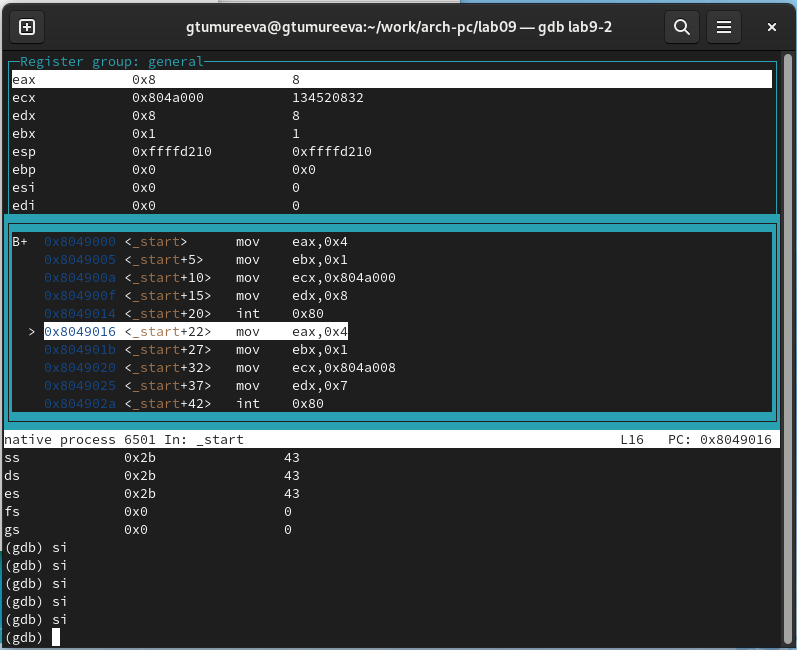 gtumureeva@gtumureeva:~/work/arch-pc/lab09 — gdb lab9-2
Register group: general
eax 0x8 8
ecx 0x804a000 134520832
edx 0x8 8
ebx 0x1 1
esp 0xffffd210 0xffffd210
ebp 0x0 0x0
esi 0x0 0
edi 0x0 0
B+ 0x8049000 <_start> mov eax,0x4
0x8049005 <_start+5> mov ebx,0x1
0x804900a <_start+10> mov ecx,0x804a000
0x804900f <_start+15> mov edx,0x8
0x8049014 <_start+20> int 0x80
> 0x8049016 <_start+22> mov eax,0x4
0x804901b <_start+27> mov ebx,0x1
0x8049020 <_start+32> mov ecx,0x804a008
0x8049025 <_start+37> mov edx,0x7
0x804902a <_start+42> int 0x80
native process 6501 In: _start L16 PC: 0x8049016
ss 0x2b 43
ds 0x2b 43
es 0x2b 43
fs 0x0 0
gs 0x0 0
(gdb) si
(gdb) si
(gdb) si
(gdb) si
(gdb) si
(gdb)